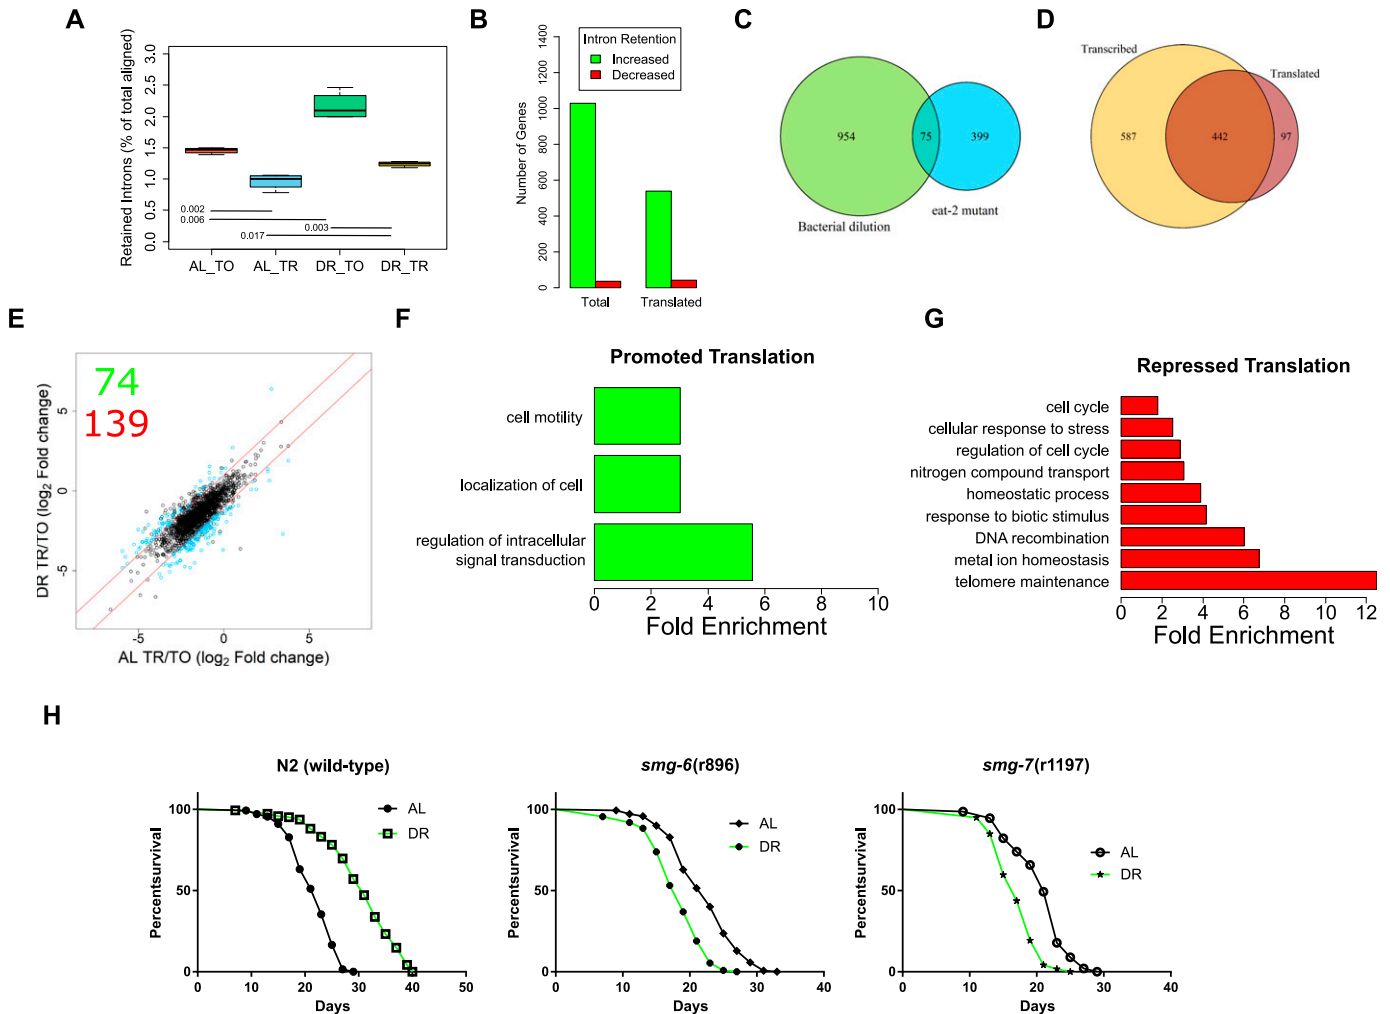 A
Retained Introns (% of total aligned)
3.0
2.5
2.0
1.5
1.0
0.5
0.0
0.002
0.006
0.003
0.017
AL_TO
AL_TR
DR_TO
DR_TR
B
Number of Genes
1400
1200
1000
800
600
400
200
0
Intron Retention
Increased
Decreased
Total
Translated
C
954
75
399
Bacterial dilution
eat-2 mutant
D
Transcribed
Translated
587
442
97
E
74
139
DR TR/TO (log2 Fold change)
5
0
-5
-5
0
5
AL TR/TO (log2 Fold change)
F
Promoted Translation
cell motility
localization of cell
regulation of intracellular
signal transduction
0
2
4
6
8
10
Fold Enrichment
G
Repressed Translation
cell cycle
cellular response to stress
regulation of cell cycle
nitrogen compound transport
homeostatic process
response to biotic stimulus
DNA recombination
metal ion homeostasis
telomere maintenance
0
2
4
6
8
10
12
Fold Enrichment
H
N2 (wild-type)
Percentsurvival
100
50
0
AL
DR
0
10
20
30
40
50
Days
smg-6(r896)
Percentsurvival
100
50
0
AL
DR
0
10
20
30
40
Days
smg-7(r1197)
Percentsurvival
100
50
0
AL
DR
0
10
20
30
40
Days